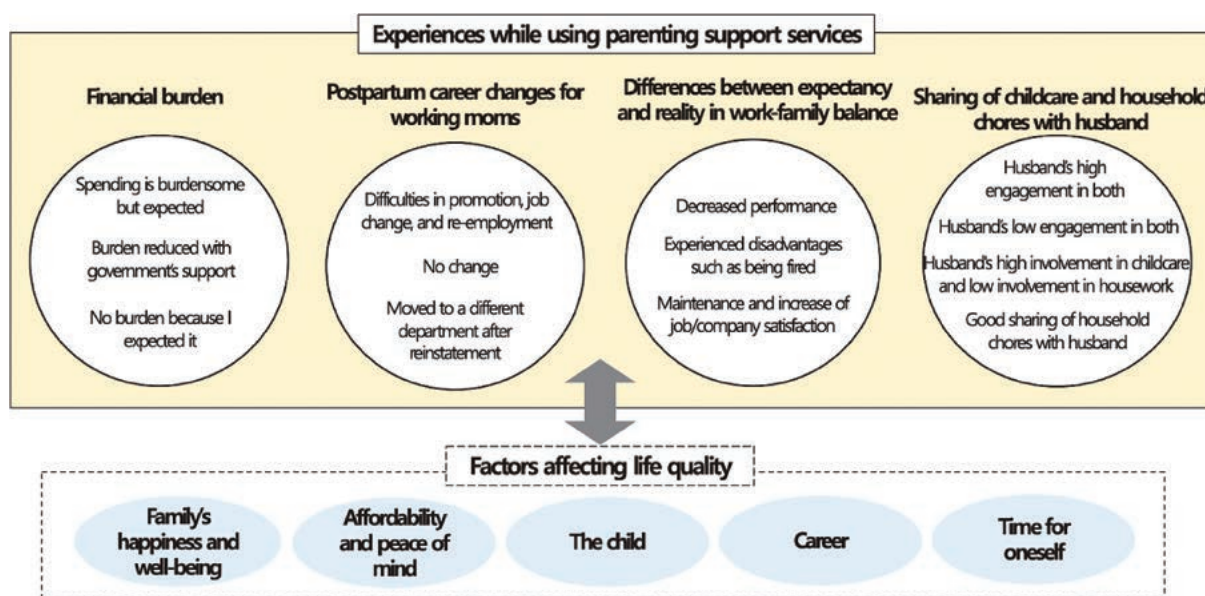 Experiences while using parenting support services
Financial burden
Spending is burdensome
but expected
Burden reduced with
government's support
No burden because I
expected it
Postpartum career changes for
working moms
Difficulties in promotion, job
change, and re-employment
No change
Moved to a different
department after
reinstatement
Differences between expectancy
and reality in work-family balance
Decreased performance
Experienced disadvantages
such as being fired
Maintenance and increase of
job/company satisfaction
Sharing of childcare and household
chores with husband
Husband's high
engagement in both
Husband's low engagement in both
Husband's high involvement in childcare
and low involvement in housework
Good sharing of household
chores with husband
Factors affecting life quality
Family's
happiness and
well-being
Affordability
and peace of
mind
The child
Career
Time for
oneself